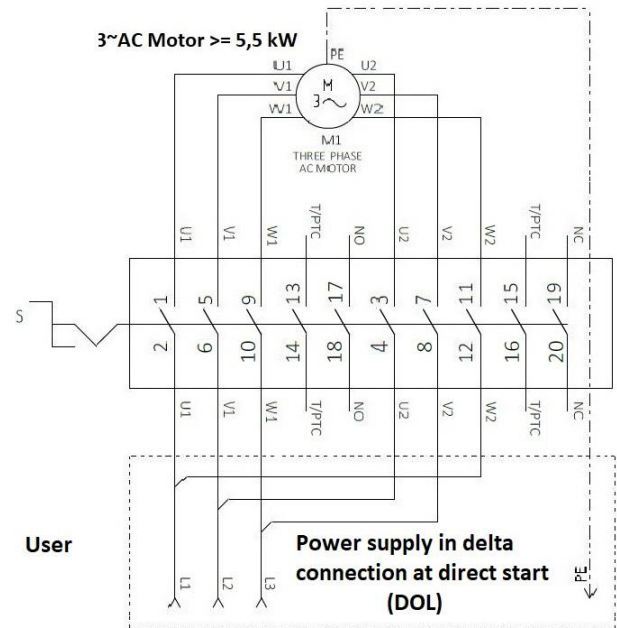 3~AC Motor >= 5,5 kW
PE
U1 U2
V1 M V2
3~
W1 W2
M1
THREE PHASE
AC MOTOR
U1 V1 W1 T/PTC NO U2 V2 W2 T/PTC NC
1 5 9 13 17 3 7 11 15 19
S
2 6 10 14 18 4 8 12 16 20
U1 V1 W1 T/PTC NO U2 V2 W2 T/PTC NC
User
Power supply in delta
connection at direct start
(DOL)
L1 L2 L3 PE